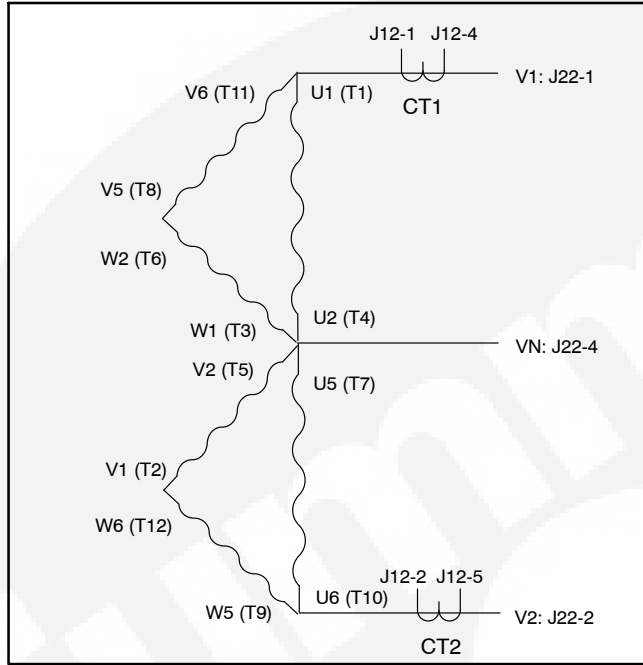 J12-1 J12-4
V6 (T11) U1 (T1) V1: J22-1
CT1
V5 (T8)
W2 (T6)
U2 (T4)
W1 (T3)
VN: J22-4
V2 (T5)
U5 (T7)
V1 (T2)
W6 (T12)
J12-2 J12-5
U6 (T10)
W5 (T9) V2: J22-2
CT2